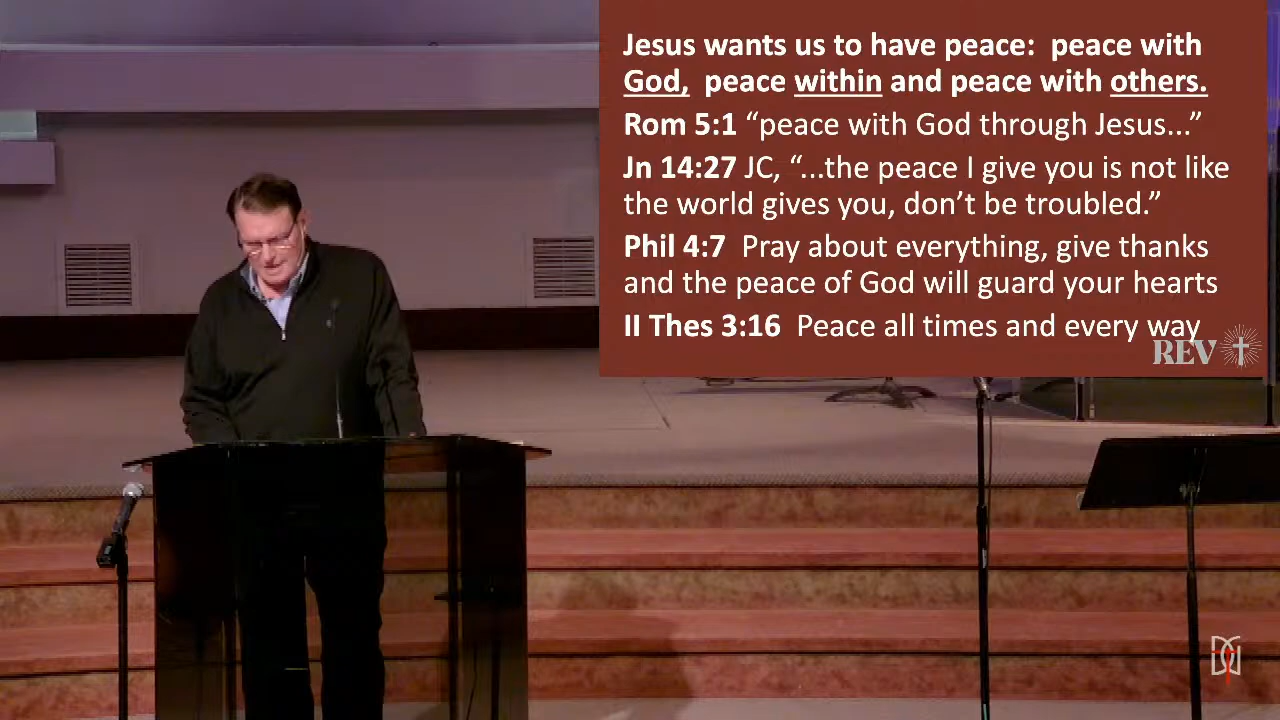 Jesus wants us to have peace:  peace with
God,  peace within and peace with others.
Rom 5:1 “peace with God through Jesus...”
Jn 14:27 JC, “...the peace I give you is not like
the world gives you, don’t be troubled.”
Phil 4:7  Pray about everything, give thanks
and the peace of God will guard your hearts
II Thes 3:16  Peace all times and every way
REV